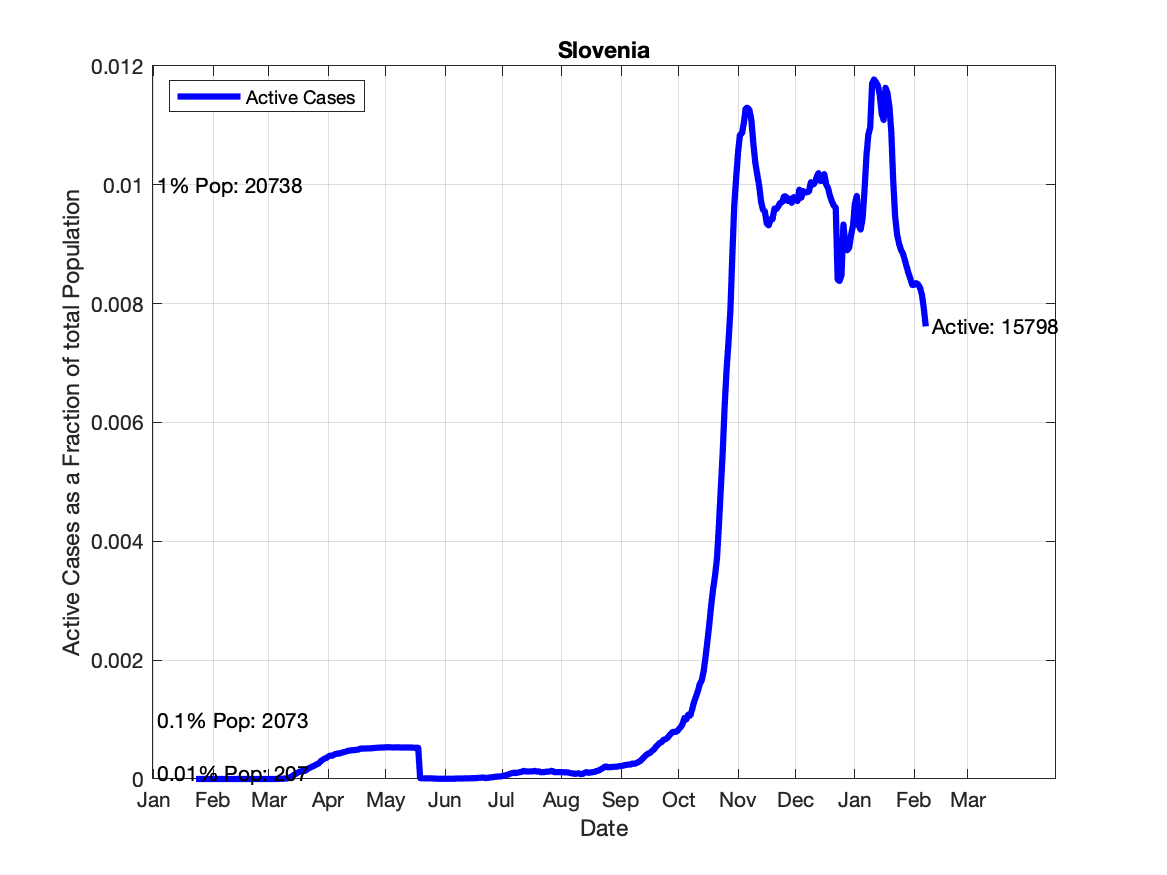 Slovenia
0.012
Active Cases
0.01
1% Pop: 20738
0.008
Active: 15798
0.006
0.004
0.002
0.1% Pop: 2073
0.01% Pop: 207
0
Jan Feb Mar Apr May Jun Jul Aug Sep Oct Nov Dec Jan Feb Mar
Date
Active Cases as a Fraction of total Population